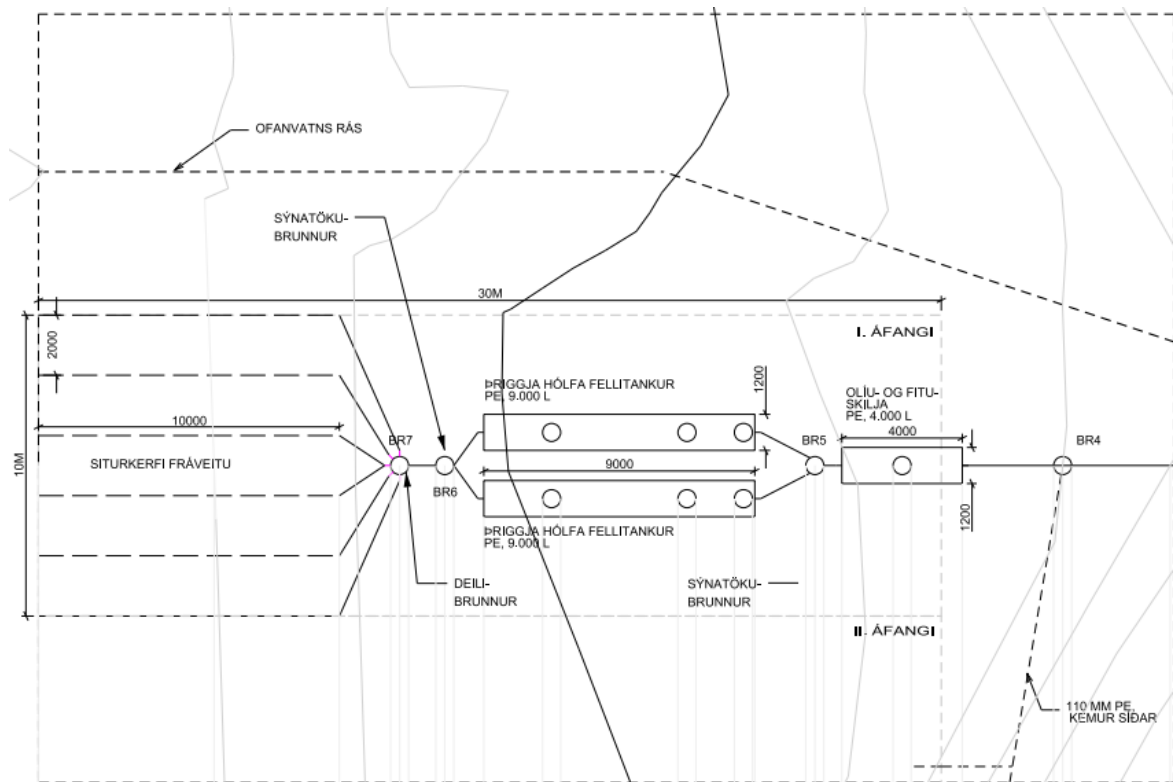 OFANVATNS RÁS
SÝNATÖKU-
BRUNNUR
30M
I. ÁFANGI
2000
ÞRIGGJA HÓLFA FELLITANKUR
PE, 9.000 L
1200
OLÍU- OG FITU-
SKILJA
PE, 4.000 L
10000
4000
BR7
BR5
BR4
10M
SITURKERFI FRÁVEITU
9000
BR6
1200
ÞRIGGJA HÓLFA FELLITANKUR
PE, 9.000 L
DEILI-
BRUNNUR
SÝNATÖKU-
BRUNNUR
II. ÁFANGI
110 MM PE,
KEMUR SÍÐAR